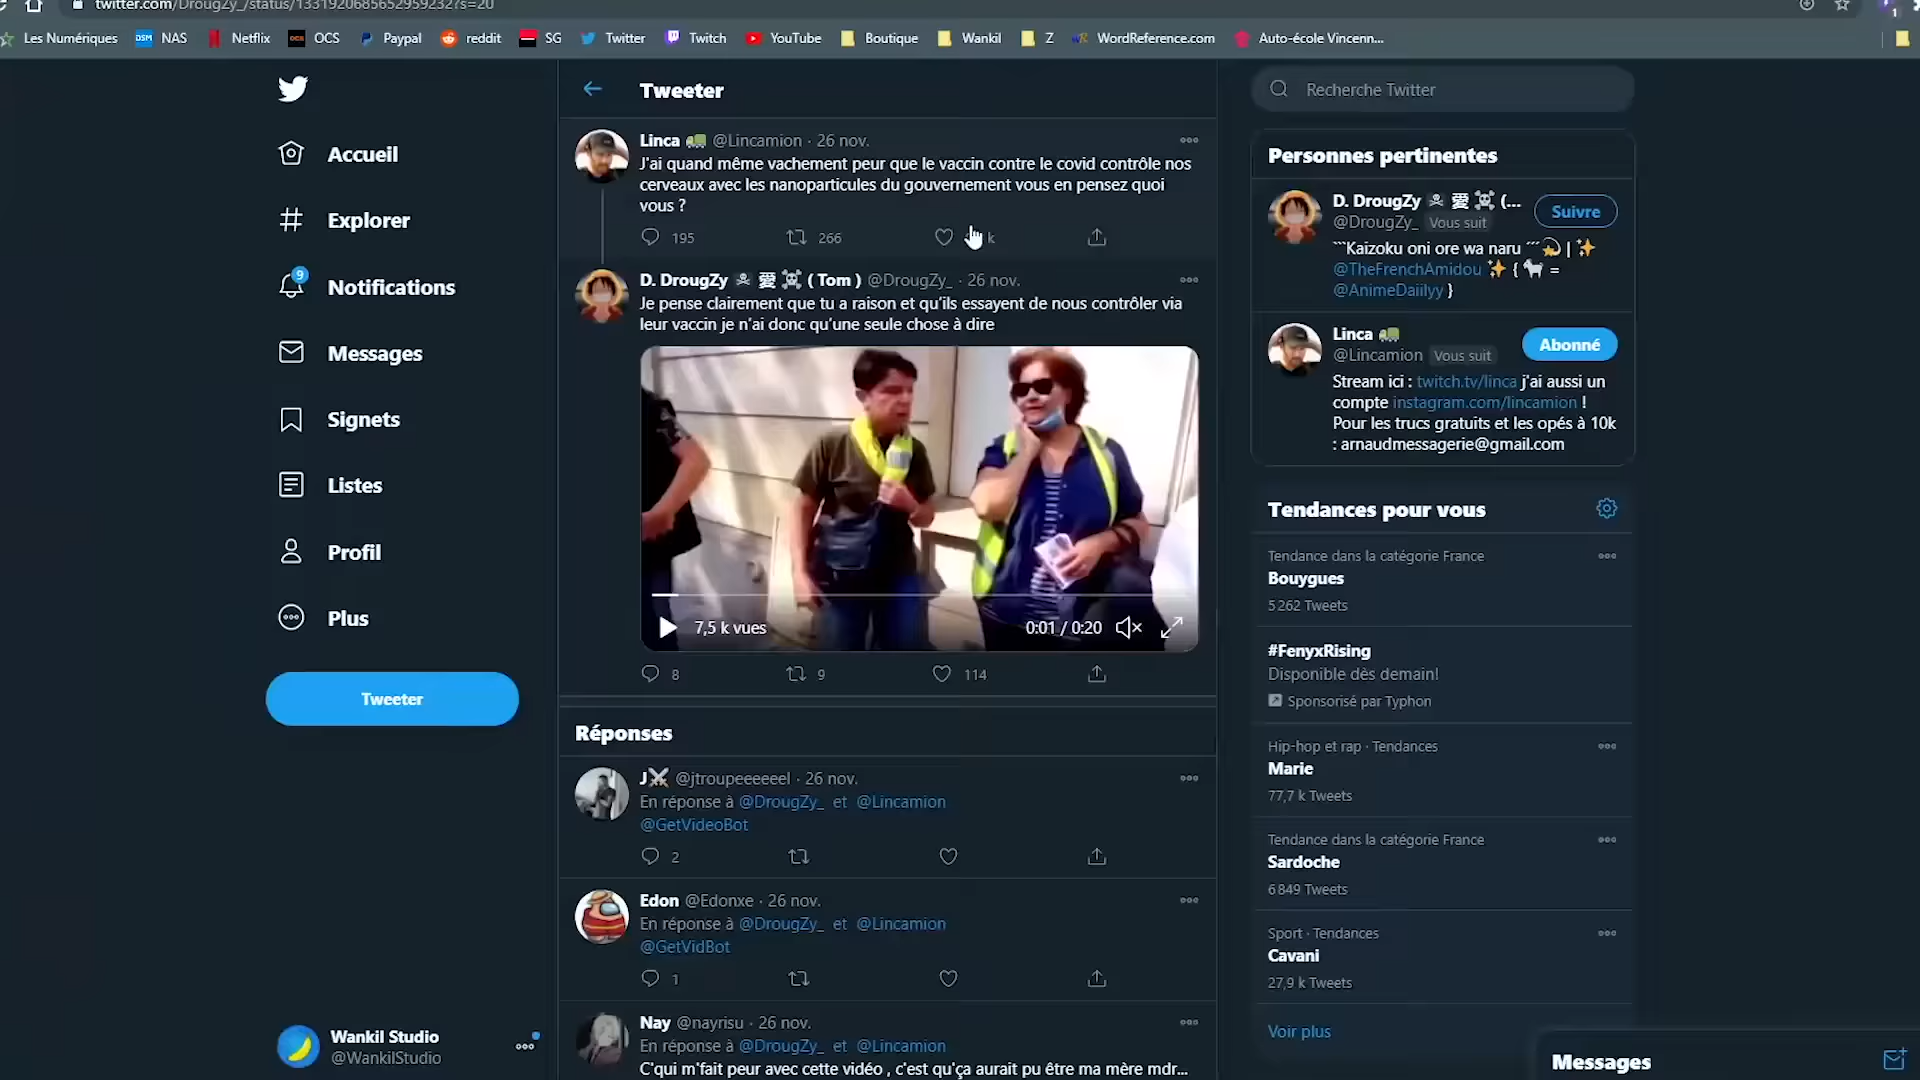 twitter.com/DrougZy_/status/1331920685652959232?s=20
Les Numériques
NAS
Netflix
OCS
Paypal
reddit
SG
Twitter
Twitch
YouTube
Boutique
Wankil
Z
WordReference.com
Auto-école Vincenn...
Accueil
Explorer
9
Notifications
Messages
Signets
Listes
Profil
Plus
Tweeter
Wankil Studio
@WankilStudio
Tweeter
Linca @Lincamion · 26 nov.
J'ai quand même vachement peur que le vaccin contre le covid contrôle nos
cerveaux avec les nanoparticules du gouvernement vous en pensez quoi
vous ?
195 266 k
D. DrougZy ☠ 愛 ☠ ( Tom ) @DrougZy_ · 26 nov.
Je pense clairement que tu a raison et qu'ils essayent de nous contrôler via
leur vaccin je n'ai donc qu'une seule chose à dire
7,5 k vues 0:01 / 0:20
8 9 114
Réponses
J⚔ @jtroupeeeeeel · 26 nov.
En réponse à @DrougZy_ et @Lincamion
@GetVideoBot
2
Edon @Edonxe · 26 nov.
En réponse à @DrougZy_ et @Lincamion
@GetVidBot
1
Nay @nayrisu · 26 nov.
En réponse à @DrougZy_ et @Lincamion
C'qui m'fait peur avec cette vidéo , c'est qu'ça aurait pu être ma mère mdr...
Recherche Twitter
Personnes pertinentes
D. DrougZy ☠ 愛 ☠ (...
@DrougZy_ Vous suit
Suivre
```Kaizoku oni ore wa naru ´´´💫 | ✨
@TheFrenchAmidou ✨ { 🐐 =
@AnimeDaiilyy }
Linca
@Lincamion Vous suit
Abonné
Stream ici : twitch.tv/linca j'ai aussi un
compte instagram.com/lincamion !
Pour les trucs gratuits et les opés à 10k
: arnaudmessagerie@gmail.com
Tendances pour vous
Tendance dans la catégorie France
Bouygues
5 262 Tweets
#FenyxRising
Disponible dès demain!
Sponsorisé par Typhon
Hip-hop et rap · Tendances
Marie
77,7 k Tweets
Tendance dans la catégorie France
Sardoche
6 849 Tweets
Sport · Tendances
Cavani
27,9 k Tweets
Voir plus
Messages